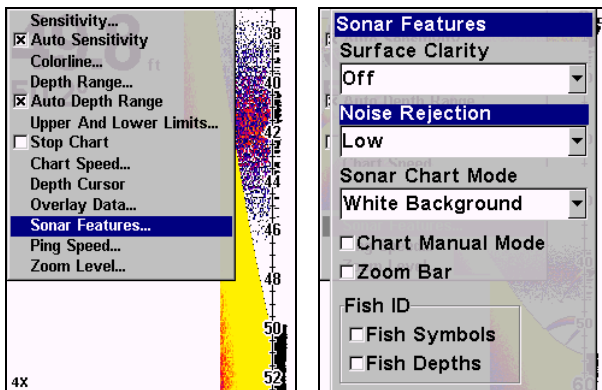 Sensitivity...
Auto Sensitivity
Colorline...
Depth Range...
Auto Depth Range
Upper And Lower Limits...
Stop Chart
Chart Speed...
Depth Cursor
Overlay Data...
Sonar Features...
Ping Speed...
Zoom Level...
ft
38
40
42
44
46
48
50
52
4X
Sonar Features
Surface Clarity
Off
Noise Rejection
Low
Sonar Chart Mode
White Background
Chart Manual Mode
Zoom Bar
Fish ID
Fish Symbols
Fish Depths
50
60